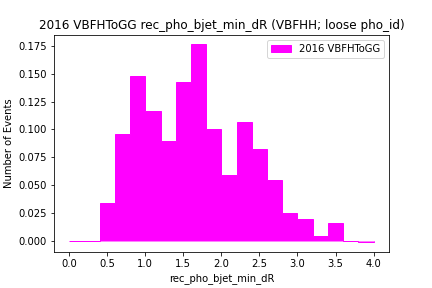 2016 VBFHToGG rec_pho_bjet_min_dR (VBFHH; loose pho_id)
2016 VBFHToGG
Number of Events
0.175
0.150
0.125
0.100
0.075
0.050
0.025
0.000
0.0 0.5 1.0 1.5 2.0 2.5 3.0 3.5 4.0
rec_pho_bjet_min_dR